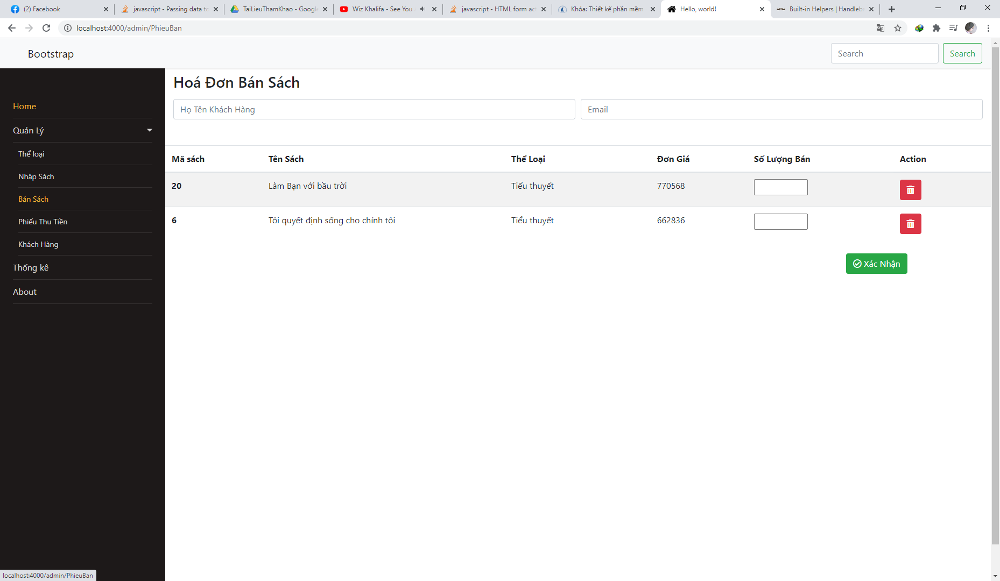 (2) Facebook
javascript - Passing data to
TaiLieuThamKhao - Google
Wiz Khalifa - See You
javascript - HTML form act
Khóa: Thiết kế phần mềm
Hello, world!
Built-in Helpers | Handleba
localhost:4000/admin/PhieuBan
Bootstrap
Search
Search
Home
Quản Lý
Thể loại
Nhập Sách
Bán Sách
Phiếu Thu Tiền
Khách Hàng
Thống kê
About
Hoá Đơn Bán Sách
Họ Tên Khách Hàng
Email
Mã sách Tên Sách Thể Loại Đơn Giá Số Lượng Bán Action
20 Làm Bạn với bầu trời Tiểu thuyết 770568
6 Tôi quyết định sống cho chính tôi Tiểu thuyết 662836
Xác Nhận
localhost:4000/admin/PhieuBan